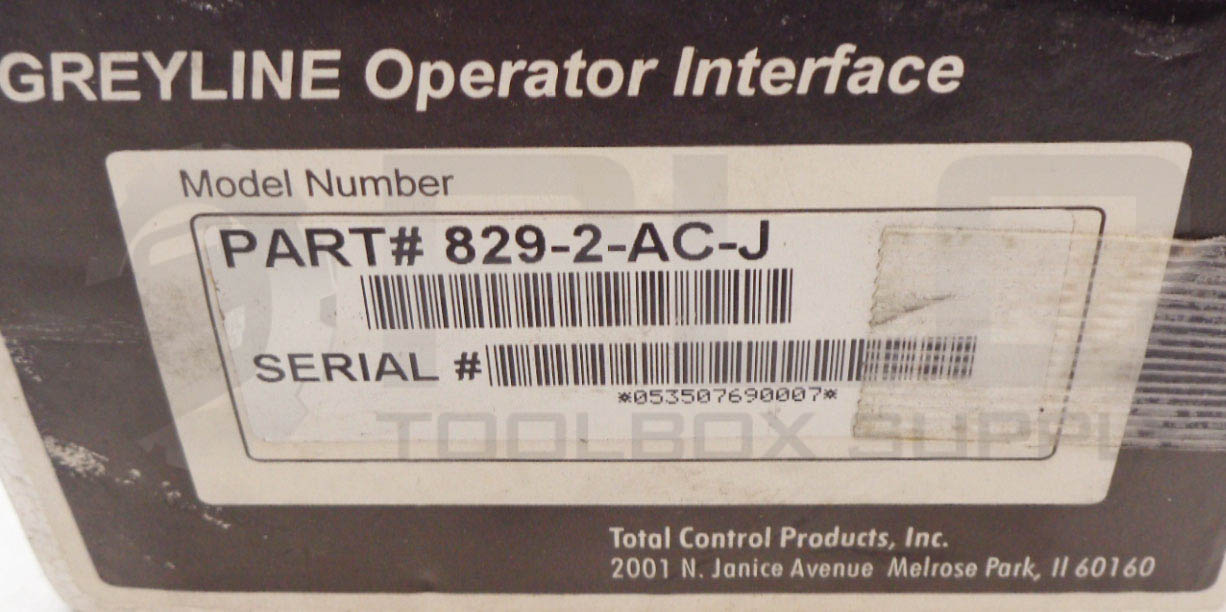 GREYLINE Operator Interface
Model Number
PART# 829-2-AC-J
SERIAL #
*053507690007*
TOOLBOX SUPPL
Total Control Products, Inc.
2001 N. Janice Avenue Melrose Park, Il 60160